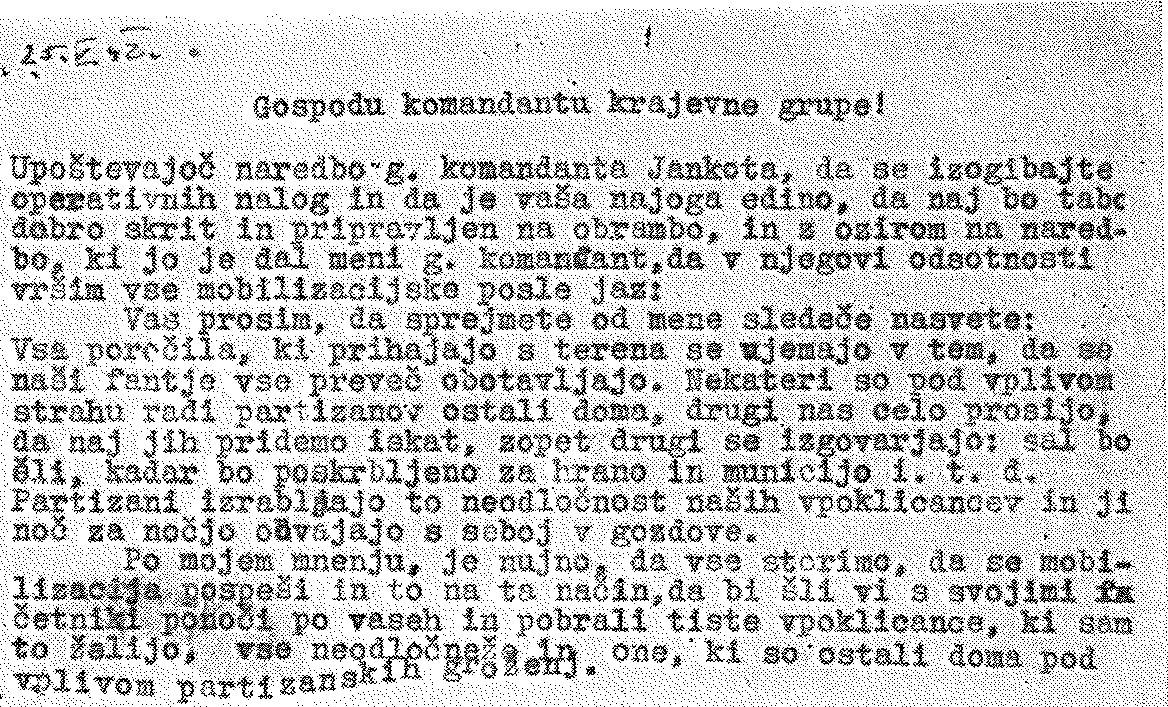 Gospodu komandantu krajevne grupe!
Upoštevajoč naredbo g. komandanta Jankota, da se izogibajte
operativnih nalog in da je vaša najoga edino, da naj bo tabo
dobro skrit in pripravljen na obrambo, in z ozirom na nared-
bo, ki jo je dal meni g. komandant,da v njegovi odsotnosti
vršim vse mobilizacijske posle jaz:
Vas prosim, da sprejmete od mene sledeče nasvete:
Vsa poročila, ki prihajajo s terena se ujemajo v tem, da se
naši fantje vse preveč obotavljajo. Nekateri so pod vplivom
strahu radi partizanov ostali doma, drugi nas celo prosijo,
da naj jih pridemo iskat, zopet drugi se izgovarjajo: saj bo
šli, kadar bo poskrbljeno za hrano in municijo i. t. d.
Partizani izrabljajo to neodločnost naših vpoklicancev in ji
noč za nočjo odvajajo s seboj v gozdove.
Po mojem mnenju, je nujno, da vse storimo, da se mobi-
lizacija pospeši in to na ta način,da bi šli vi s svojimi
četniki ponoči po vaseh in pobrali tiste vpoklicance, ki sam
to želijo, vse neodločneže in one, ki so ostali doma pod
vplivom partizanskih groženj.